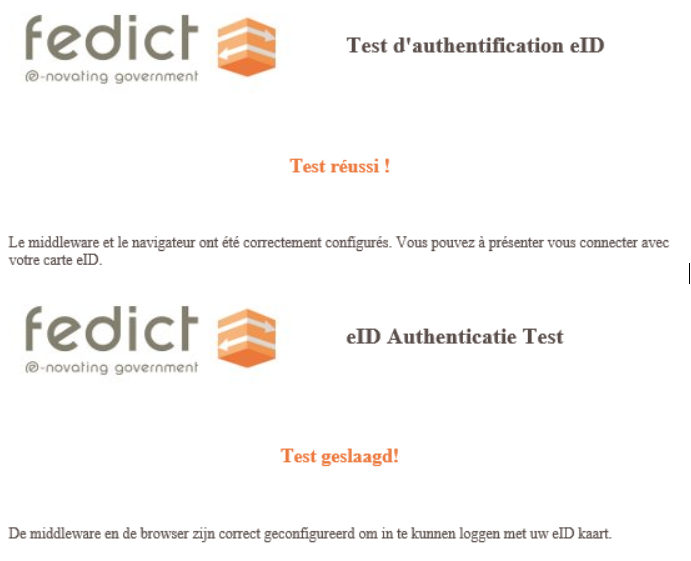 fedict
@-novating government
Test d'authentification eID
Test réussi !
Le middleware et le navigateur ont été correctement configurés. Vous pouvez à présenter vous connecter avec
votre carte eID.
fedict
@-novating government
eID Authenticatie Test
Test geslaagd!
De middleware en de browser zijn correct geconfigureerd om in te kunnen loggen met uw eID kaart.